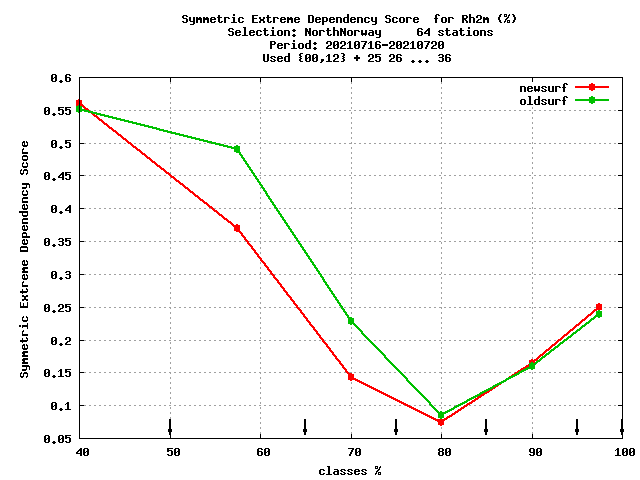 Symmetric Extreme Dependency Score for Rh2m (%)
Selection: NorthNorway 64 stations
Period: 20210716-20210720
Used {00,12} + 25 26 ... 36
newsurf
oldsurf
Symmetric Extreme Dependency Score
0.6
0.55
0.5
0.45
0.4
0.35
0.3
0.25
0.2
0.15
0.1
0.05
40 50 60 70 80 90 100
classes %